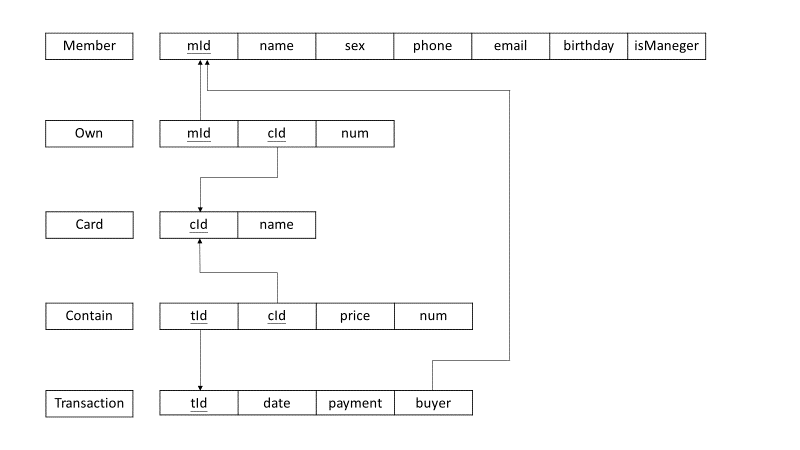 Member mId name sex phone email birthday isManeger
Own mId cId num
Card cId name
Contain tId cId price num
Transaction tId date payment buyer